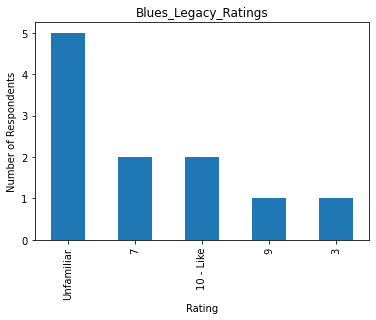 Blues_Legacy_Ratings
Number of Respondents
5
4
3
2
1
0
Unfamiliar
7
10 - Like
9
3
Rating